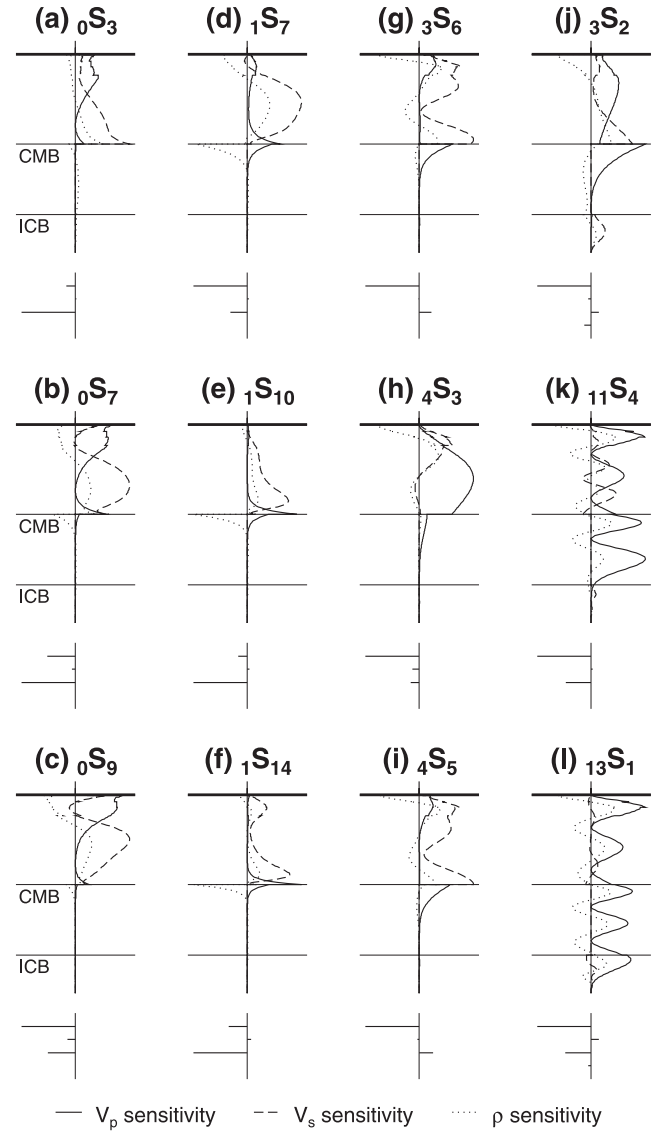 (a) ₀S₃ (d) ₁S₇ (g) ₃S₆ (j) ₃S₂
CMB
ICB
(b) ₀S₇ (e) ₁S₁₀ (h) ₄S₃ (k) ₁₁S₄
CMB
ICB
(c) ₀S₉ (f) ₁S₁₄ (i) ₄S₅ (l) ₁₃S₁
CMB
ICB
Vₚ sensitivity Vₛ sensitivity ρ sensitivity